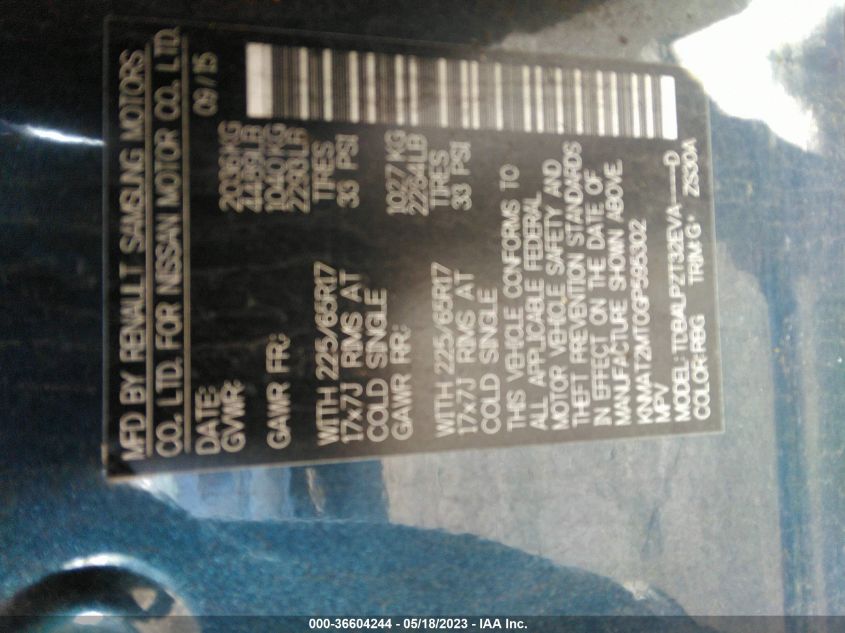 MFD BY RENAULT SAMSUNG MOTORS
CO., LTD. FOR NISSAN MOTOR CO., LTD.
DATE: 09/15
GVWR: 2036KG
4489LB
GAWR FR: 1040KG
2293LB
WITH 225/65R17 TIRES
17x7J RIMS AT 33 PSI
COLD SINGLE
GAWR RR: 1027KG
2264LB
WITH 225/65R17 TIRES
17x7J RIMS AT 33 PSI
COLD SINGLE
THIS VEHICLE CONFORMS TO
ALL APPLICABLE FEDERAL
MOTOR VEHICLE SAFETY AND
THEFT PREVENTION STANDARDS
IN EFFECT ON THE DATE OF
MANUFACTURE SHOWN ABOVE.
KNMAT2MT0GP595302
MPV
MODEL: TDBALPZT32EVA-----D
COLOR: RBG TRIM: G* ZS30A
000-36604244 - 05/18/2023 - IAA Inc.